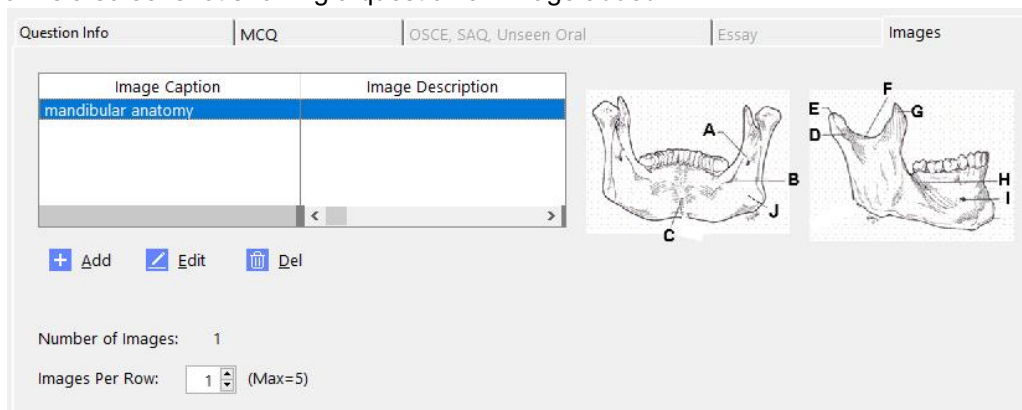 Question Info MCQ OSCE, SAQ, Unseen Oral Essay Images
Image Caption Image Description
mandibular anatomy
F
E G
A D
B H
I
J
C
+ Add Edit Del
Number of Images: 1
Images Per Row: 1 (Max=5)